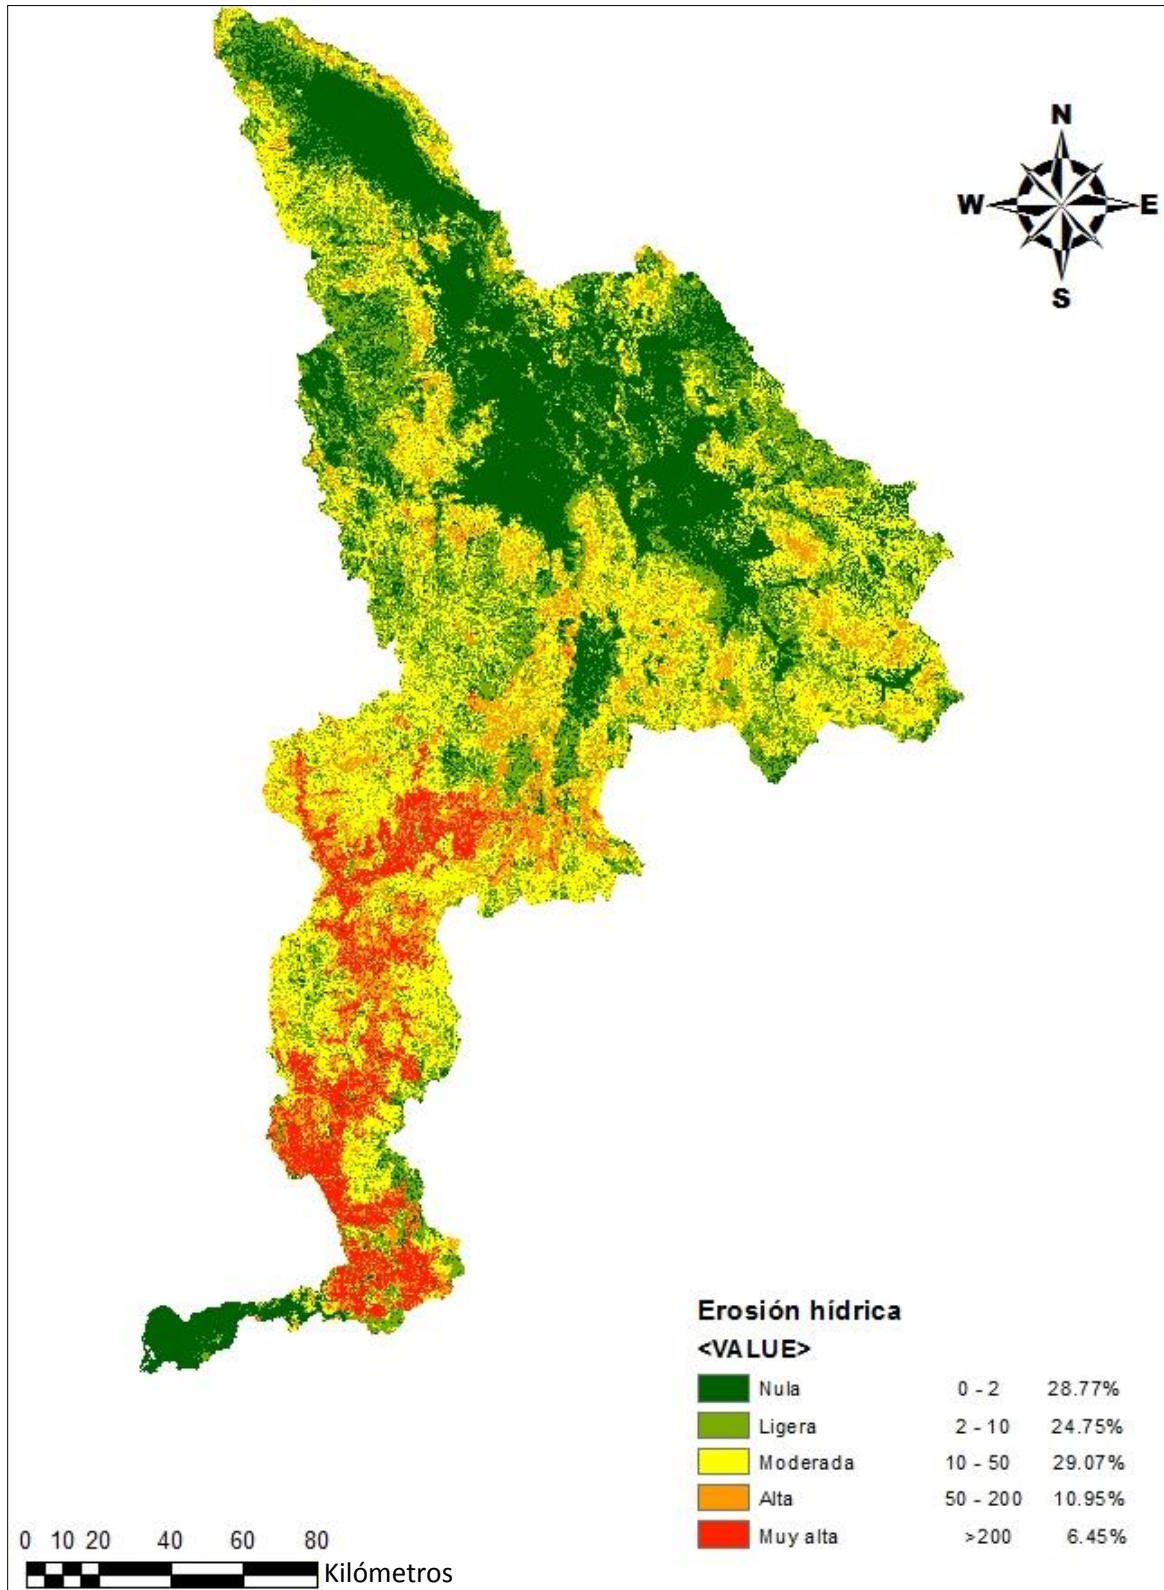 N
W E
S
Erosión hídrica
<VALUE>
Nula 0 - 2 28.77%
Ligera 2 - 10 24.75%
Moderada 10 - 50 29.07%
Alta 50 - 200 10.95%
Muy alta >200 6.45%
0 10 20 40 60 80
Kilómetros